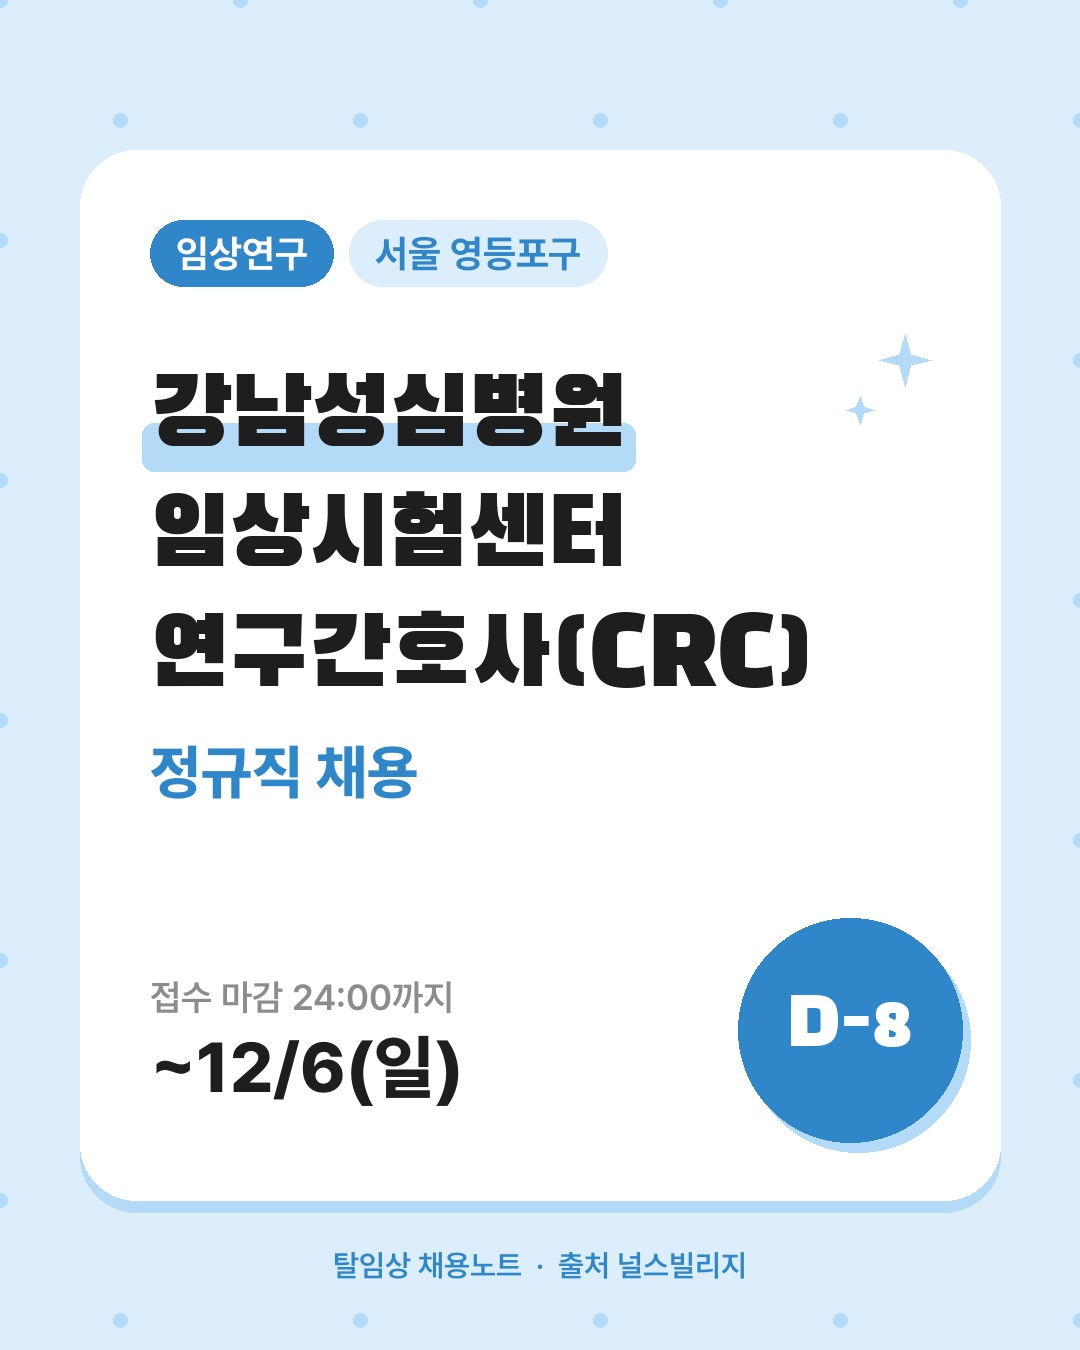 임상연구 서울 영등포구
강남성심병원
임상시험센터
연구간호사(CRC)
정규직 채용
접수 마감 24:00까지
~12/6(일)
D-8
탈임상 채용노트 · 출처 널스빌리지